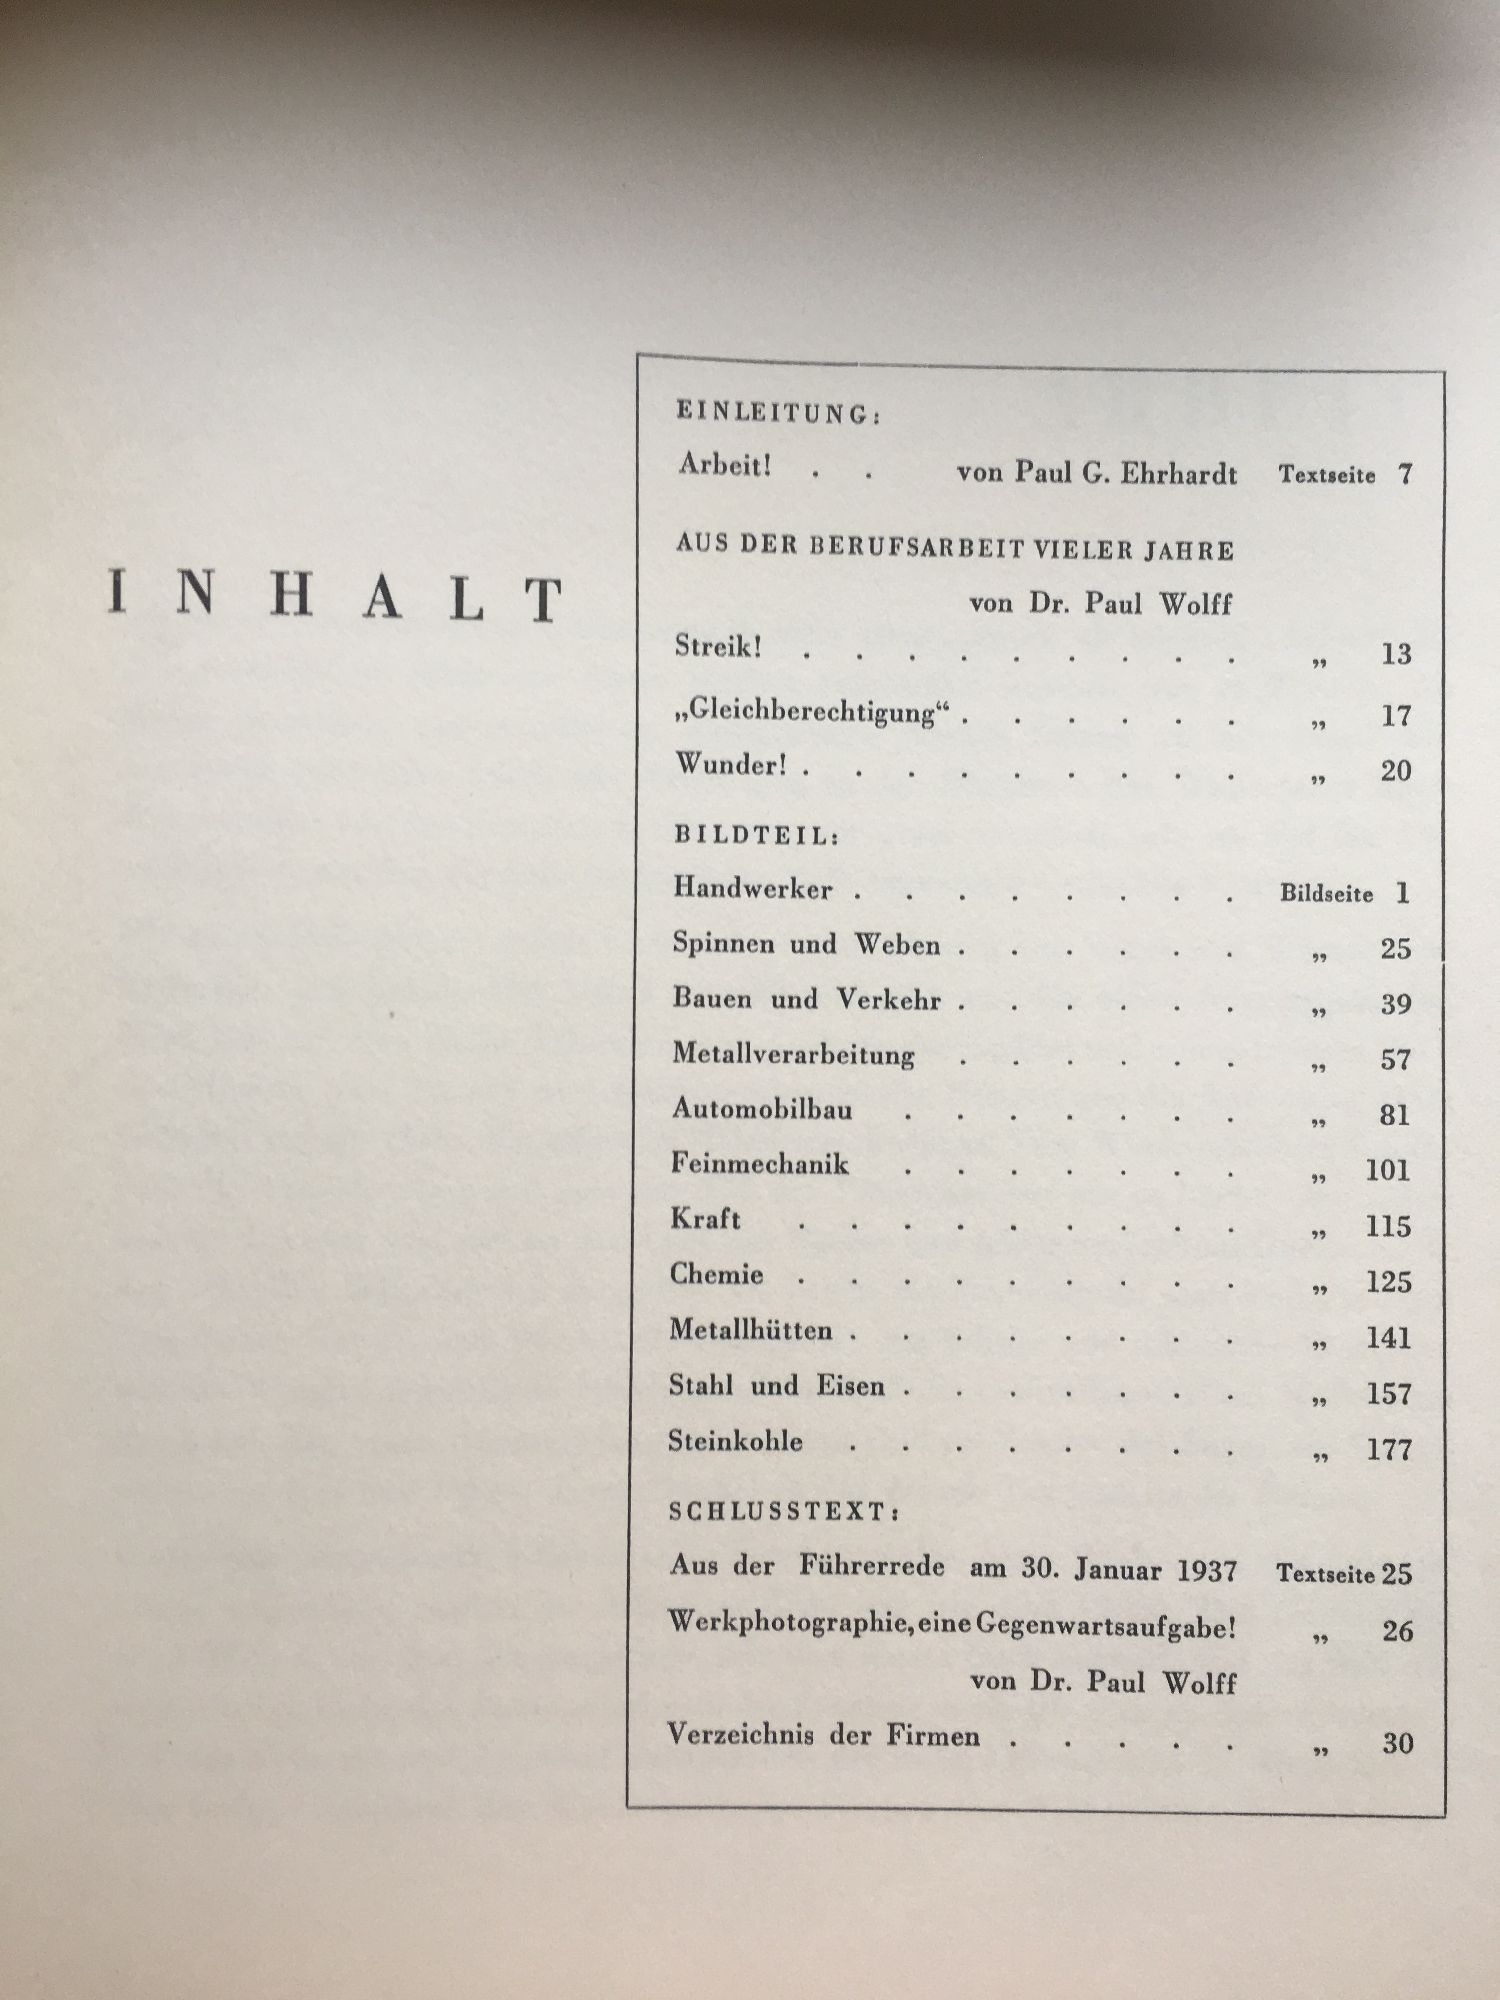 INHALT
EINLEITUNG:
Arbeit! . . von Paul G. Ehrhardt Textseite 7
AUS DER BERUFSARBEIT VIELER JAHRE
von Dr. Paul Wolff
Streik! . . . . . . . . . „ 13
„Gleichberechtigung“ . . . . . . „ 17
Wunder! . . . . . . . . . „ 20
BILDTEIL:
Handwerker . . . . . . . . Bildseite 1
Spinnen und Weben . . . . . . „ 25
Bauen und Verkehr . . . . . . „ 39
Metallverarbeitung . . . . . . „ 57
Automobilbau . . . . . . . „ 81
Feinmechanik . . . . . . . „ 101
Kraft . . . . . . . . . „ 115
Chemie . . . . . . . . . „ 125
Metallhütten . . . . . . . . „ 141
Stahl und Eisen . . . . . . . „ 157
Steinkohle . . . . . . . . „ 177
SCHLUSSTEXT:
Aus der Führerrede am 30. Januar 1937 Textseite 25
Werkphotographie, eine Gegenwartsaufgabe! „ 26
von Dr. Paul Wolff
Verzeichnis der Firmen . . . . . „ 30